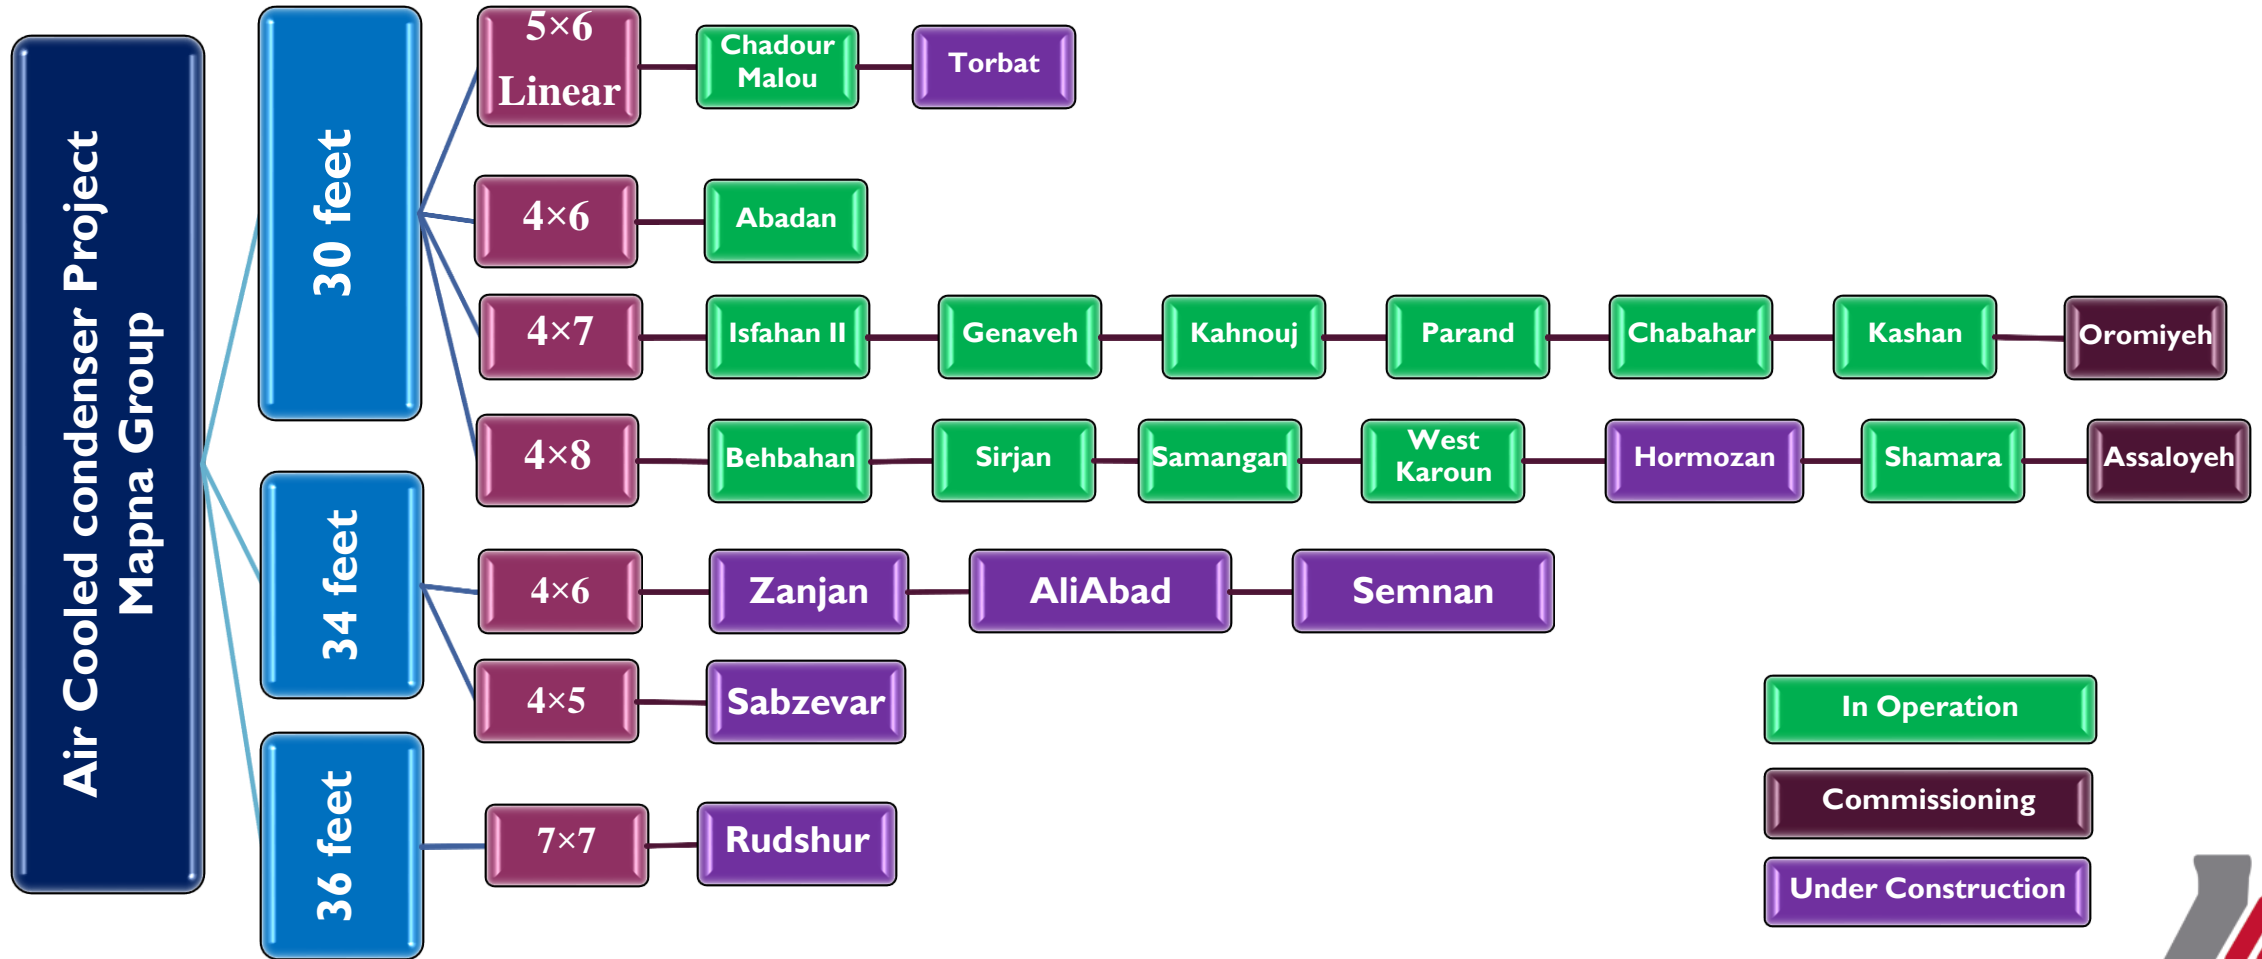 Air Cooled condenser Project
Mapna Group
30 feet
5×6
Linear
Chadour
Malou
Torbat
4×6
Abadan
4×7
Isfahan II
Genaveh
Kahnouj
Parand
Chabahar
Kashan
Oromiyeh
4×8
Behbahan
Sirjan
Samangan
West
Karoun
Hormozan
Shamara
Assaloyeh
34 feet
4×6
Zanjan
AliAbad
Semnan
4×5
Sabzevar
36 feet
7×7
Rudshur
In Operation
Commissioning
Under Construction